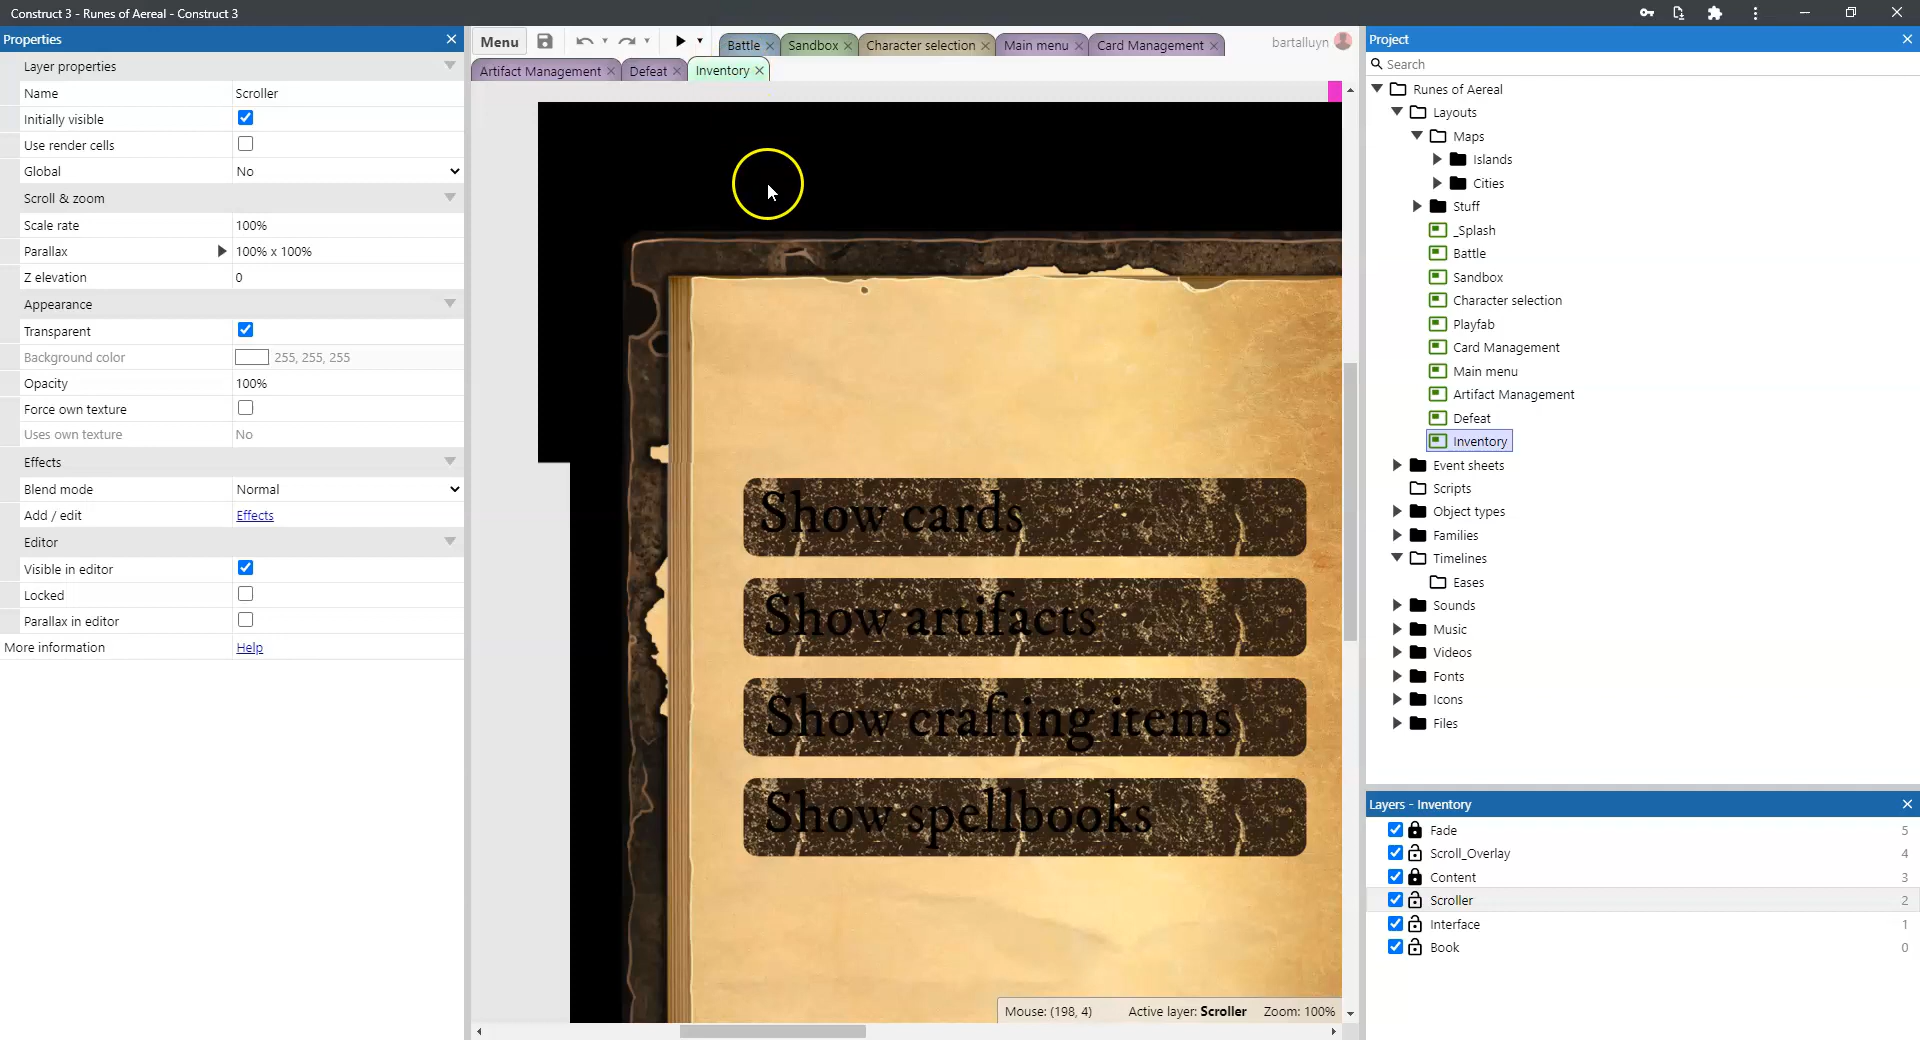 Construct 3 - Runes of Aereal - Construct 3
Properties
Layer properties
Name Scroller
Initially visible
Use render cells
Global No
Scroll & zoom
Scale rate 100%
Parallax 100% x 100%
Z elevation 0
Appearance
Transparent
Background color 255, 255, 255
Opacity 100%
Force own texture
Uses own texture No
Effects
Blend mode Normal
Add / edit Effects
Editor
Visible in editor
Locked
Parallax in editor
More information Help
Menu
Battle Sandbox Character selection Main menu Card Management
bartalluyn
Artifact Management Defeat Inventory
Show cards
Show artifacts
Show crafting items
Show spellbooks
Mouse: (198, 4) Active layer: Scroller Zoom: 100%
Project
Search
Runes of Aereal
Layouts
Maps
Islands
Cities
Stuff
_Splash
Battle
Sandbox
Character selection
Playfab
Card Management
Main menu
Artifact Management
Defeat
Inventory
Event sheets
Scripts
Object types
Families
Timelines
Eases
Sounds
Music
Videos
Fonts
Icons
Files
Layers - Inventory
Fade 5
Scroll_Overlay 4
Content 3
Scroller 2
Interface 1
Book 0